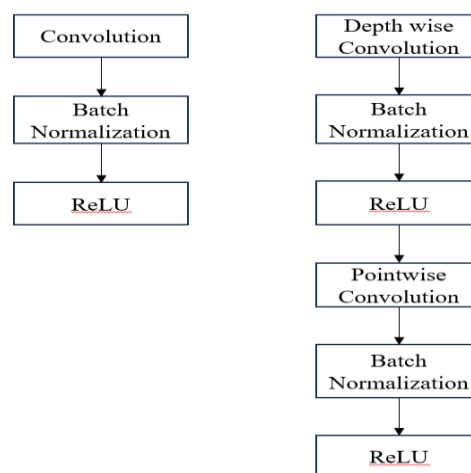 Convolution
Batch
Normalization
ReLU
Depth wise
Convolution
Batch
Normalization
ReLU
Pointwise
Convolution
Batch
Normalization
ReLU